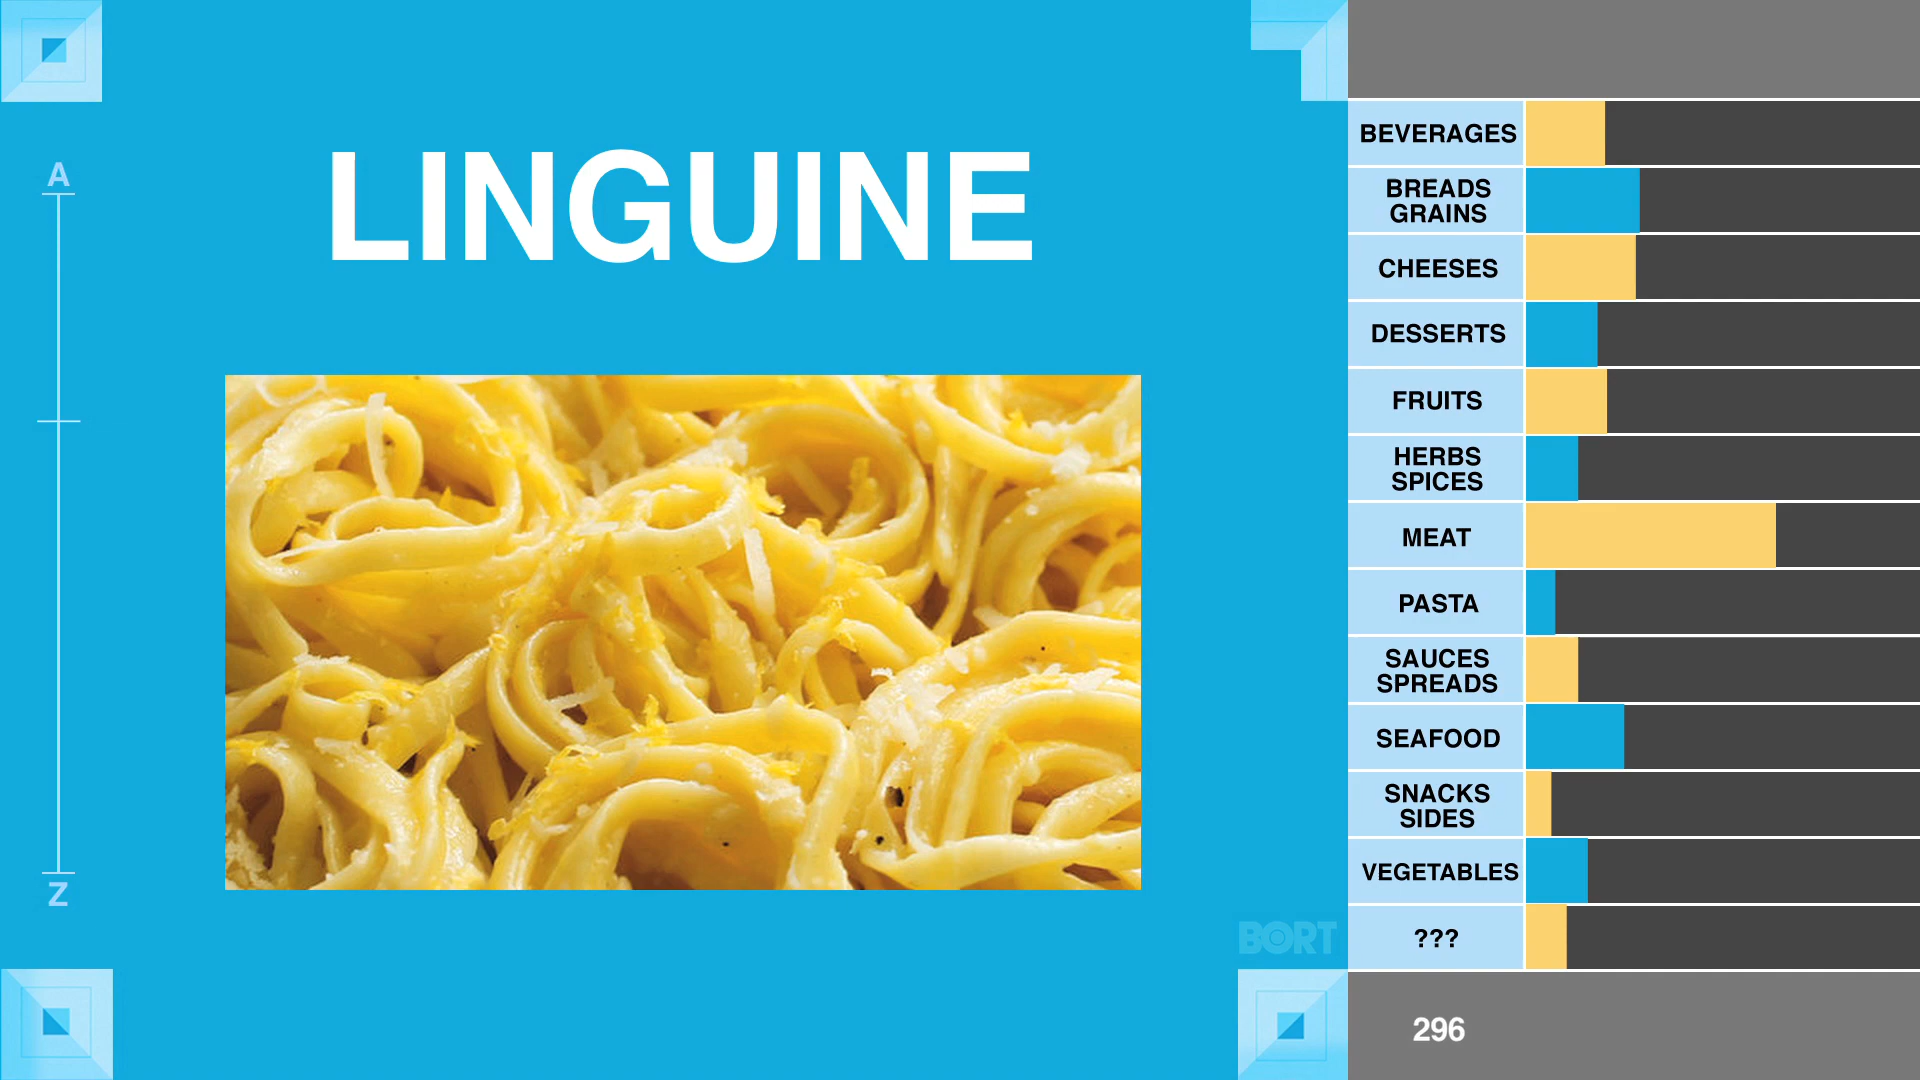 LINGUINE
A
Z
BORT
BEVERAGES
BREADS
GRAINS
CHEESES
DESSERTS
FRUITS
HERBS
SPICES
MEAT
PASTA
SAUCES
SPREADS
SEAFOOD
SNACKS
SIDES
VEGETABLES
???
296